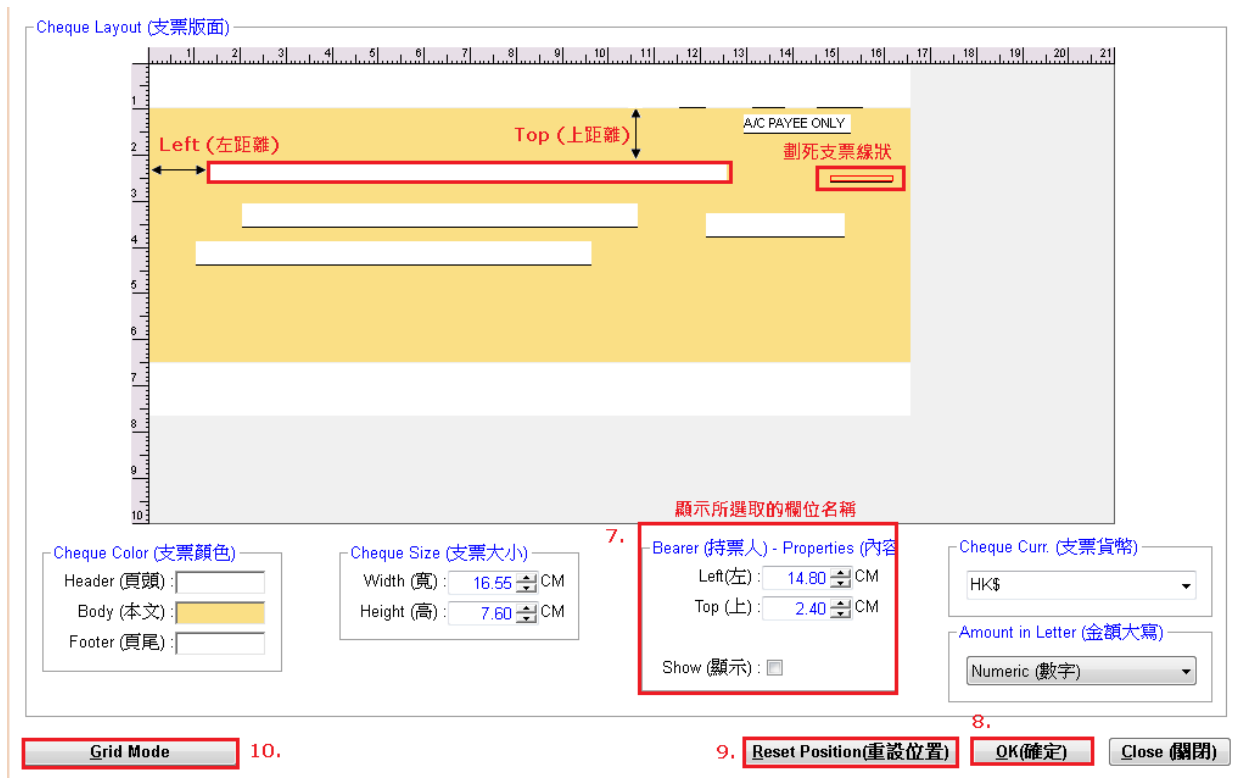 Cheque Layout (支票版面)
1 2 3 4 5 6 7 8 9 10 11 12 13 14 15 16 17 18 19 20 21
1
A/C PAYEE ONLY
Top (上距離)
2
Left (左距離)
劃死支票線狀
3
4
5
6
7
8
9
10
顯示所選取的欄位名稱
7.
Cheque Color (支票顏色)
Header (頁頭) :
Body (本文) :
Footer (頁尾) :
Cheque Size (支票大小)
Width (寬) : 16.55 CM
Height (高) : 7.60 CM
Bearer (持票人) - Properties (內容
Left(左) : 14.80 CM
Top (上) : 2.40 CM
Show (顯示) :
Cheque Curr. (支票貨幣)
HK$
Amount in Letter (金額大寫)
Numeric (數字)
8.
Grid Mode 10. 9. Reset Position(重設位置) OK(確定) Close (關閉)